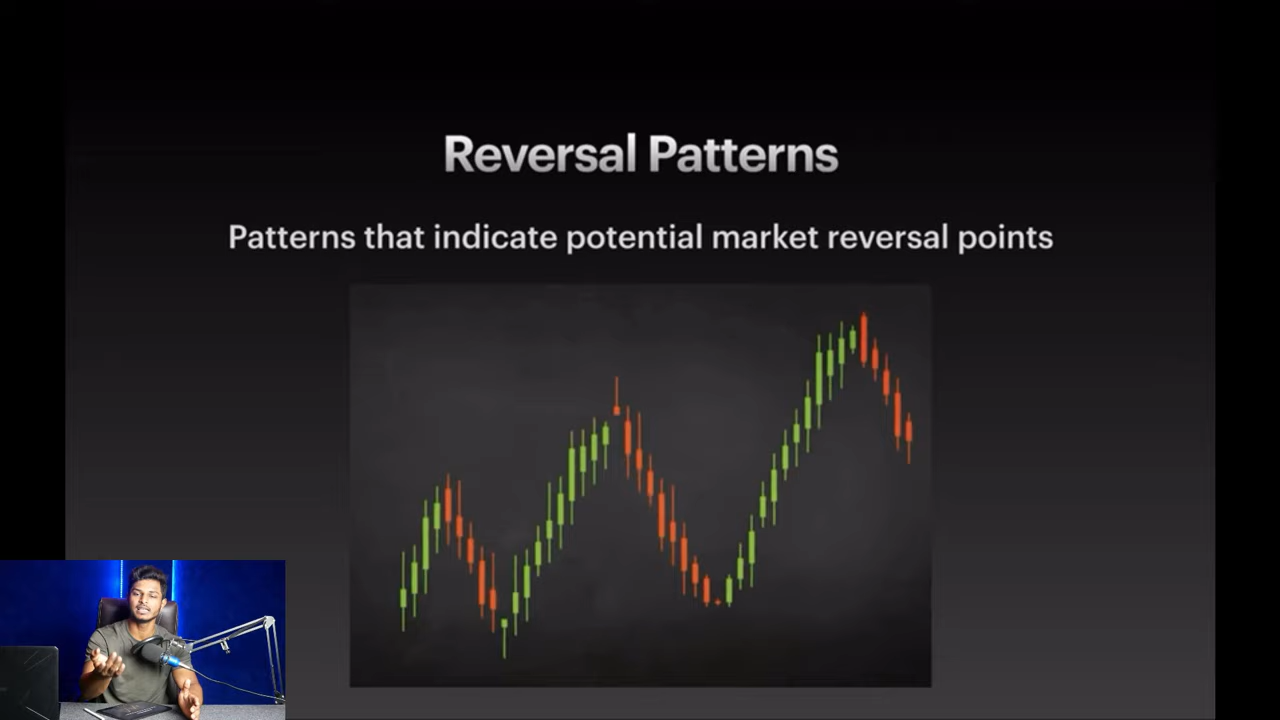 Reversal Patterns
Patterns that indicate potential market reversal points